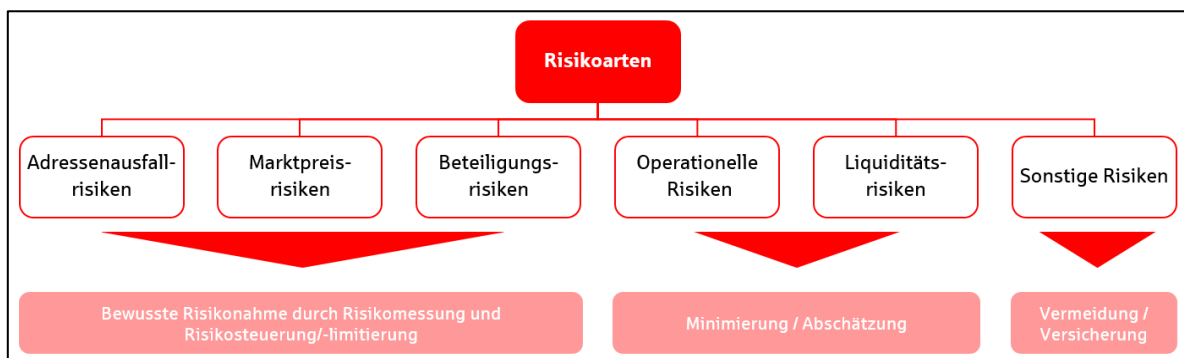 Risikoarten
Adressenausfall-
risiken
Marktpreis-
risiken
Beteiligungs-
risiken
Operationelle
Risiken
Liquiditäts-
risiken
Sonstige Risiken
Bewusste Risikonahme durch Risikomessung und
Risikosteuerung/-limitierung
Minimierung / Abschätzung
Vermeidung /
Versicherung